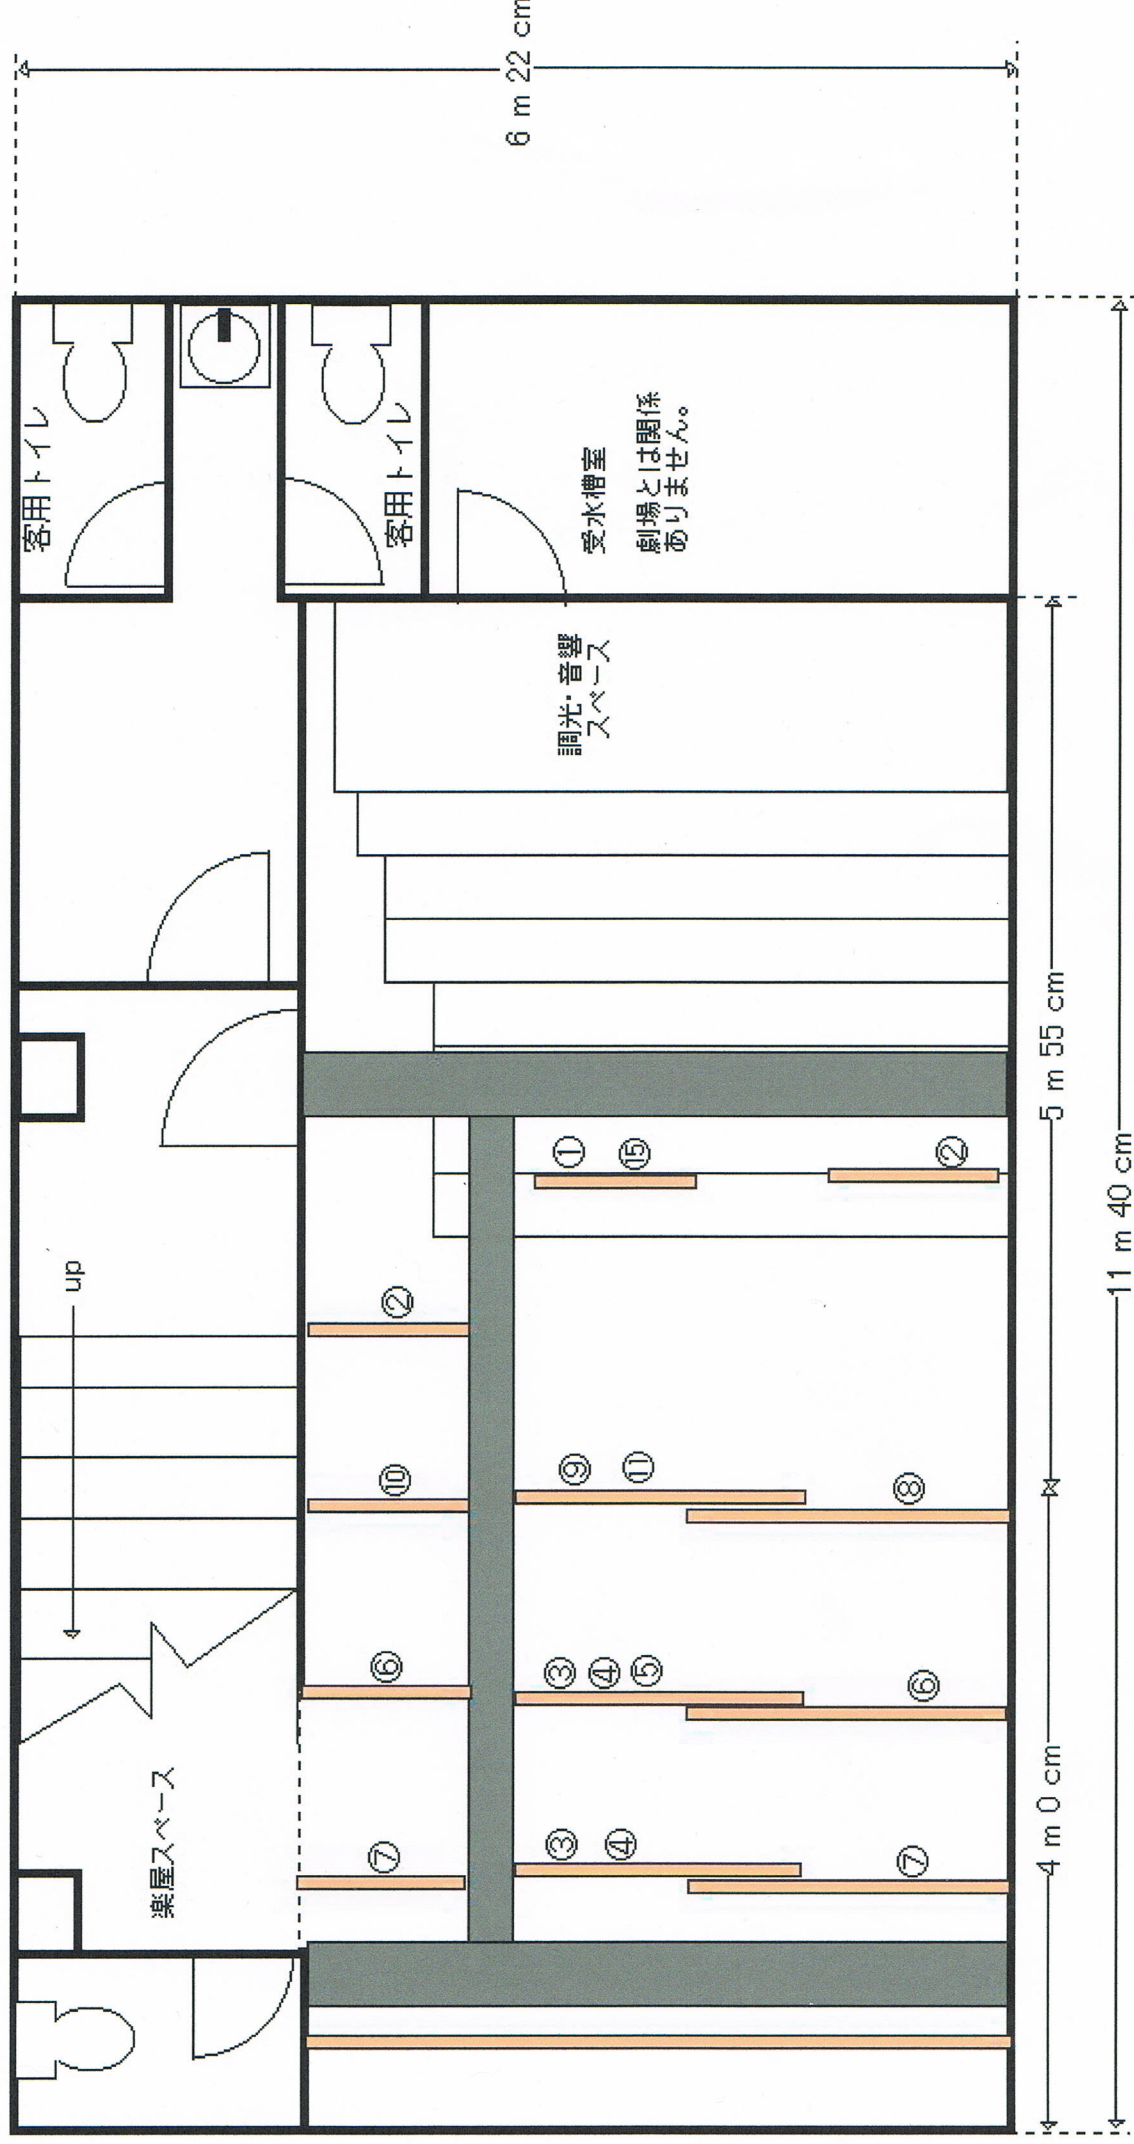 6 m 22 cm
客用トイレ
客用トイレ
受水槽室
劇場とは関係
ありません。
調光・音響
スペース
up
楽屋スペース
① ⑮
②
②
⑩
⑨ ⑪
⑧
⑥
③ ④ ⑤
⑥
⑦
③ ④
⑦
4 m 0 cm
5 m 55 cm
11 m 40 cm